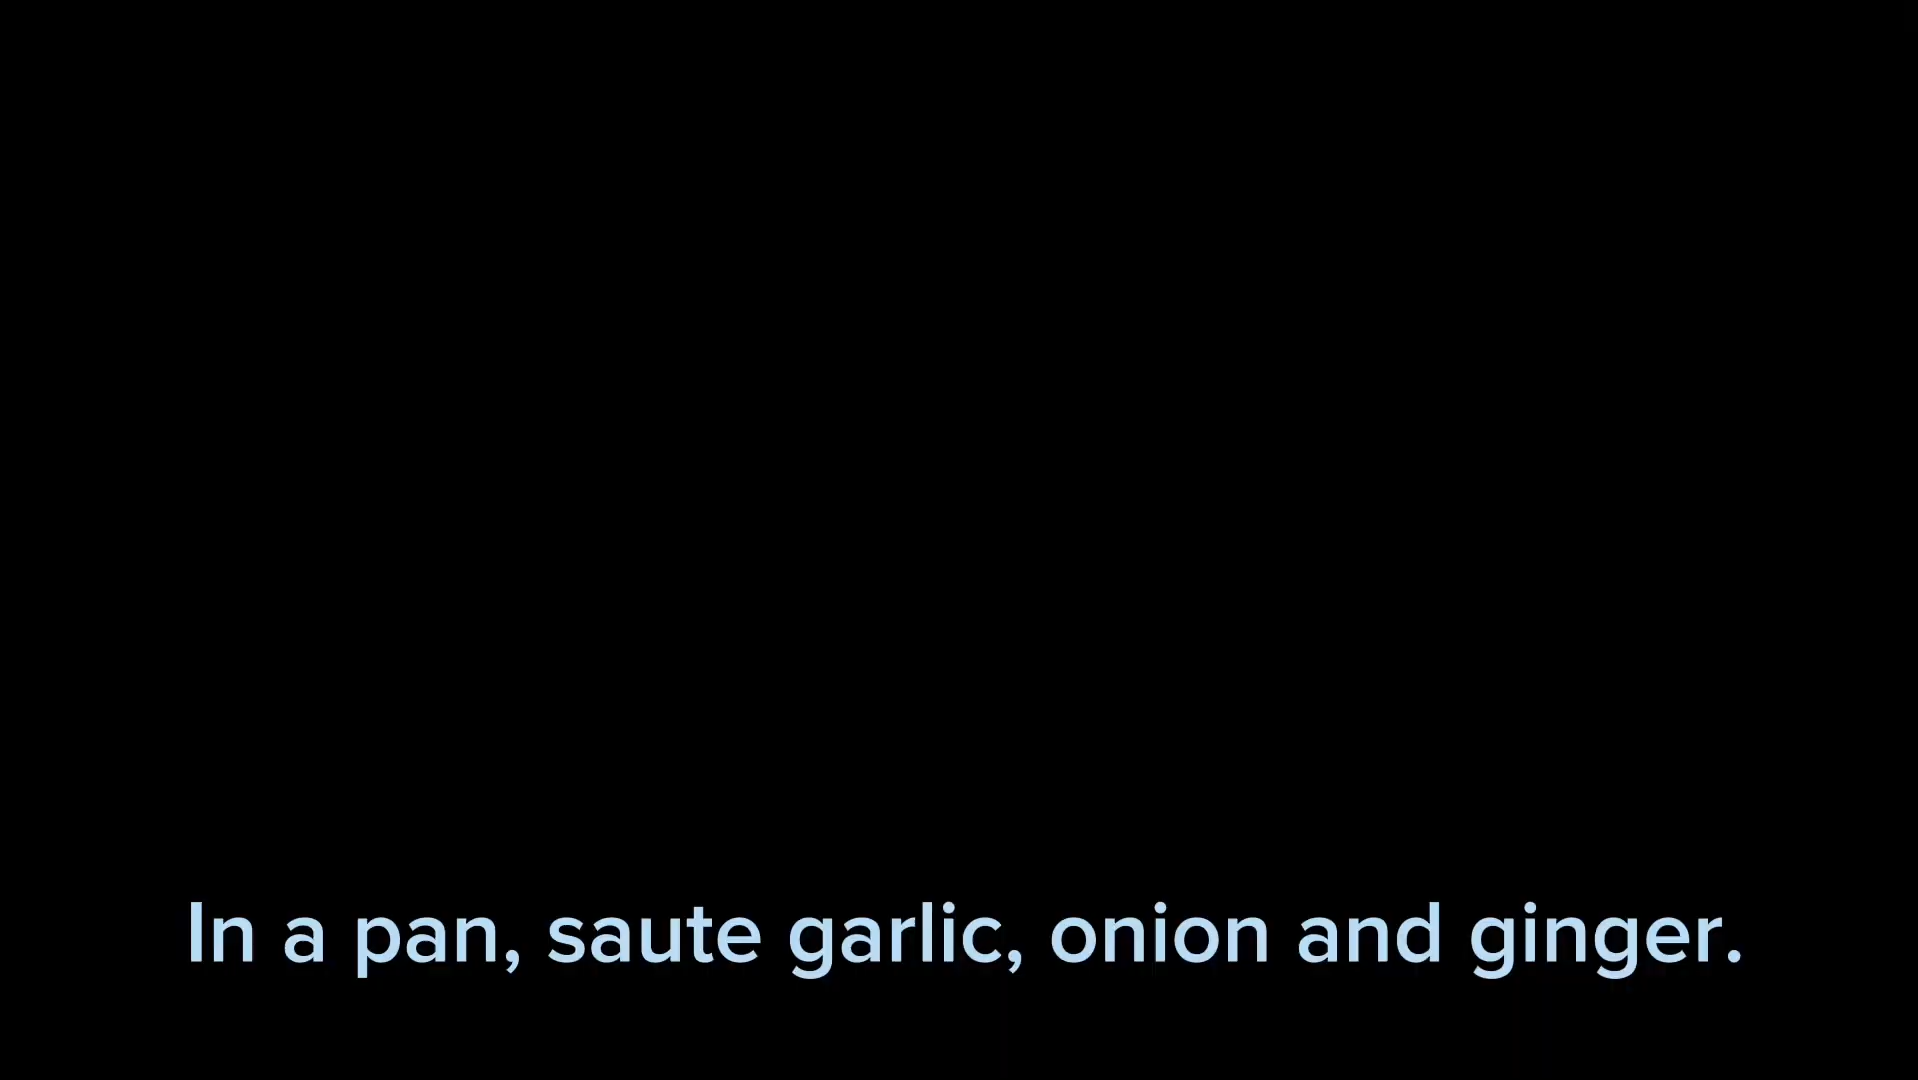 In a pan, saute garlic, onion and ginger.